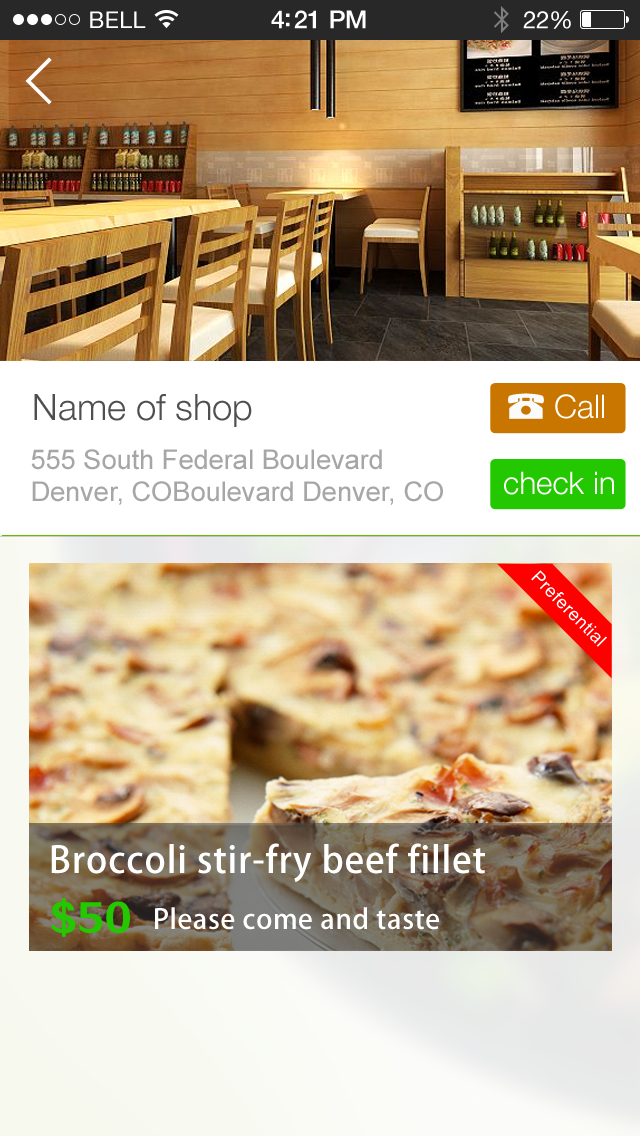 BELL 4:21 PM 22%
Name of shop
Call
555 South Federal Boulevard
Denver, COBoulevard Denver, CO
check in
Preferential
Broccoli stir-fry beef fillet
$50 Please come and taste